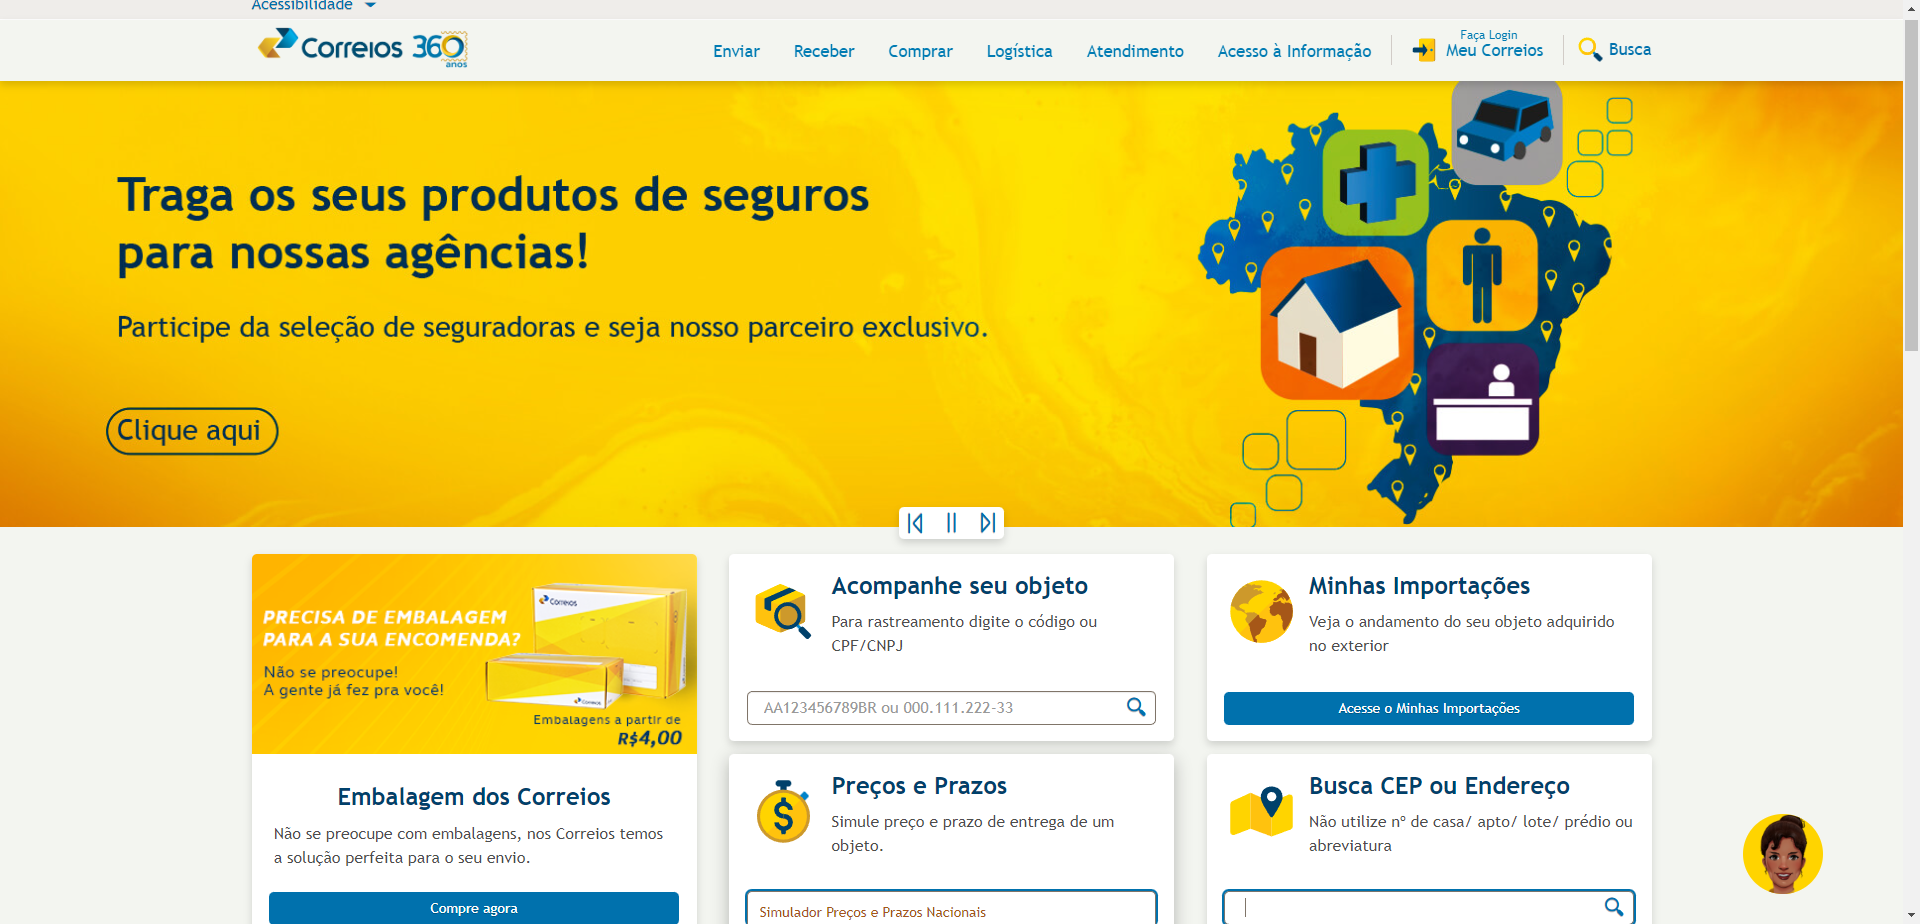 Acessibilidade
Correios 360
anos
Enviar
Receber
Comprar
Logística
Atendimento
Acesso à Informação
Faça Login
Meu Correios
Busca
Traga os seus produtos de seguros
para nossas agências!
Participe da seleção de seguradoras e seja nosso parceiro exclusivo.
Clique aqui
Correios
PRECISA DE EMBALAGEM
PARA A SUA ENCOMENDA?
Não se preocupe!
A gente já fez pra você!
Correios
Embalagens a partir de
R$4,00
Embalagem dos Correios
Não se preocupe com embalagens, nos Correios temos
a solução perfeita para o seu envio.
Compre agora
Acompanhe seu objeto
Para rastreamento digite o código ou
CPF/CNPJ
AA123456789BR ou 000.111.222-33
Minhas Importações
Veja o andamento do seu objeto adquirido
no exterior
Acesse o Minhas Importações
$
Preços e Prazos
Simule preço e prazo de entrega de um
objeto.
Simulador Preços e Prazos Nacionais
Busca CEP ou Endereço
Não utilize nº de casa/ apto/ lote/ prédio ou
abreviatura